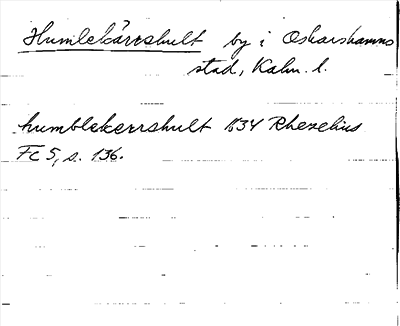 Humlekärrshult by i Oskarshamns
stad, Kalm. l.
humblekerrshult 1634 Rhezelius
Fc 5, s. 136.